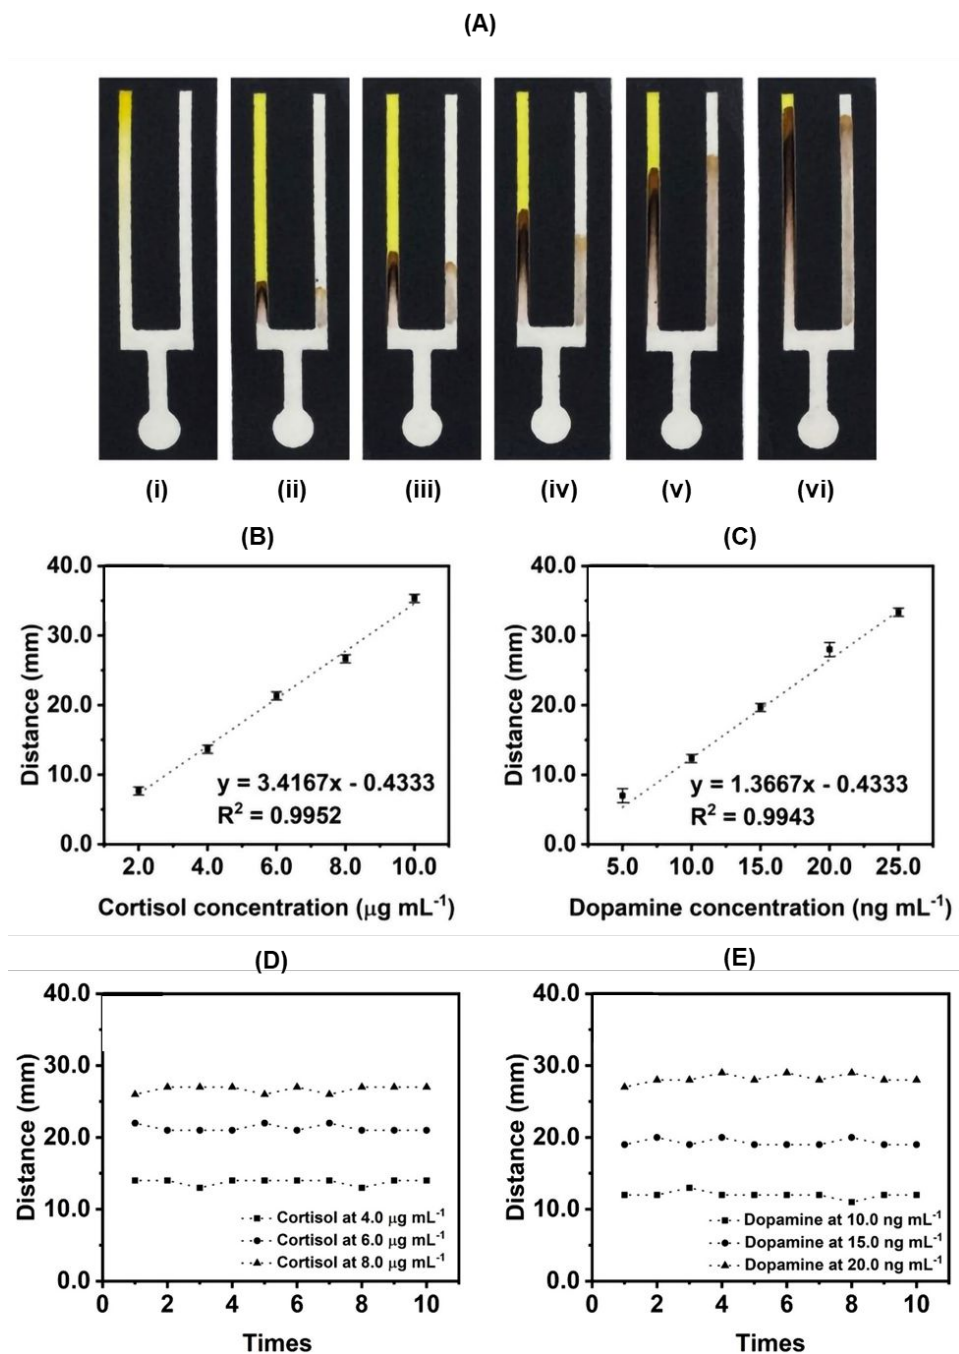 (A)
(i) (ii) (iii) (iv) (v) (vi)
(B)
40.0
30.0
20.0
10.0
0.0
Distance (mm)
y = 3.4167x - 0.4333
R² = 0.9952
2.0 4.0 6.0 8.0 10.0
Cortisol concentration (μg mL⁻¹)
(C)
40.0
30.0
20.0
10.0
0.0
Distance (mm)
y = 1.3667x - 0.4333
R² = 0.9943
5.0 10.0 15.0 20.0 25.0
Dopamine concentration (ng mL⁻¹)
(D)
40.0
30.0
20.0
10.0
0.0
Distance (mm)
Cortisol at 4.0 μg mL⁻¹
Cortisol at 6.0 μg mL⁻¹
Cortisol at 8.0 μg mL⁻¹
0 2 4 6 8 10
Times
(E)
40.0
30.0
20.0
10.0
0.0
Distance (mm)
Dopamine at 10.0 ng mL⁻¹
Dopamine at 15.0 ng mL⁻¹
Dopamine at 20.0 ng mL⁻¹
0 2 4 6 8 10
Times